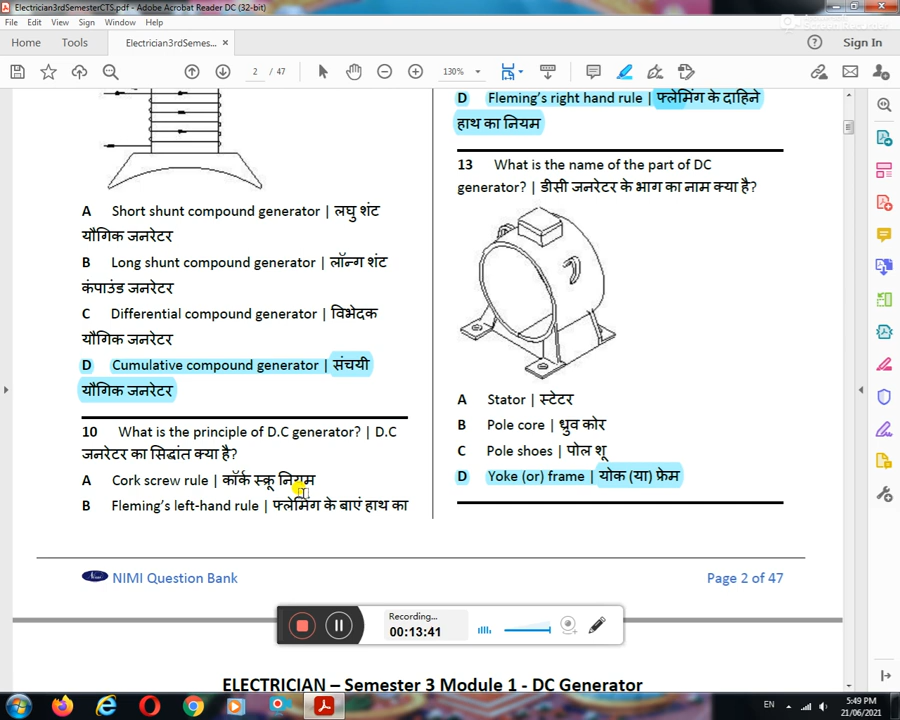 Electrician3rdSemesterCTS.pdf - Adobe Acrobat Reader DC (32-bit)
File Edit View Sign Window Help
Home Tools Electrician3rdSemes... × Sign In
2 / 47 130%
A Short shunt compound generator | लघु शंट
यौगिक जनरेटर
B Long shunt compound generator | लॉन्ग शंट
कंपाउंड जनरेटर
C Differential compound generator | विभेदक
यौगिक जनरेटर
D Cumulative compound generator | संचयी
यौगिक जनरेटर
10 What is the principle of D.C generator? | D.C
जनरेटर का सिद्धांत क्या है?
A Cork screw rule | कॉर्क स्क्रू नियम
B Fleming's left-hand rule | फ्लेमिंग के बाएं हाथ का
D Fleming's right hand rule | फ्लेमिंग के दाहिने
हाथ का नियम
13 What is the name of the part of DC
generator? | डीसी जनरेटर के भाग का नाम क्या है?
A Stator | स्टेटर
B Pole core | ध्रुव कोर
C Pole shoes | पोल शू
D Yoke (or) frame | योक (या) फ्रेम
NIMI Question Bank Page 2 of 47
Recording...
00:13:41
ELECTRICIAN – Semester 3 Module 1 - DC Generator
EN 5:49 PM
21/06/2021